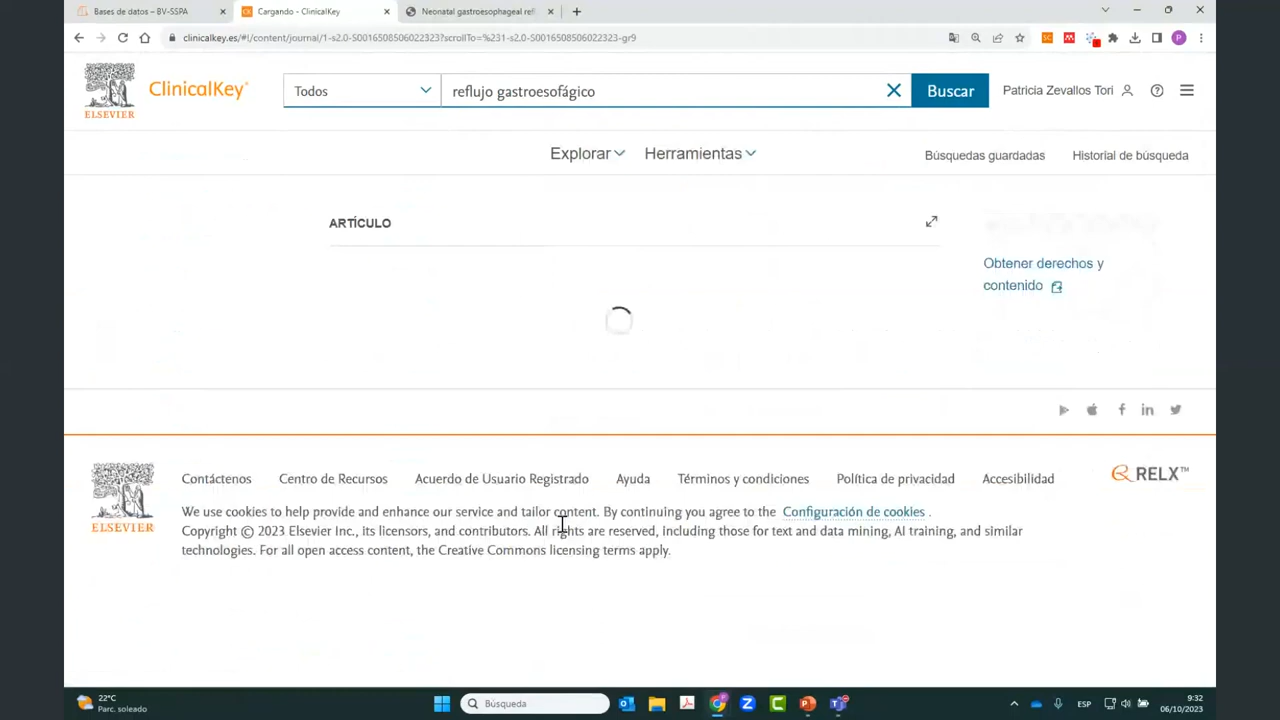 Bases de datos – BV-SSPA
Cargando - ClinicalKey
Neonatal gastroesophageal refl
clinicalkey.es/#!/content/journal/1-s2.0-S0016508506022323?scrollTo=%231-s2.0-S0016508506022323-gr9
ELSEVIER
ClinicalKey
Todos
reflujo gastroesofágico
Buscar
Patricia Zevallos Tori
Explorar
Herramientas
Búsquedas guardadas
Historial de búsqueda
ARTÍCULO
Obtener derechos y
contenido
ELSEVIER
Contáctenos
Centro de Recursos
Acuerdo de Usuario Registrado
Ayuda
Términos y condiciones
Política de privacidad
Accesibilidad
RELX™
We use cookies to help provide and enhance our service and tailor content. By continuing you agree to the Configuración de cookies .
Copyright © 2023 Elsevier Inc., its licensors, and contributors. All rights are reserved, including those for text and data mining, AI training, and similar
technologies. For all open access content, the Creative Commons licensing terms apply.
22°C
Parc. soleado
Búsqueda
ESP
9:32
06/10/2023